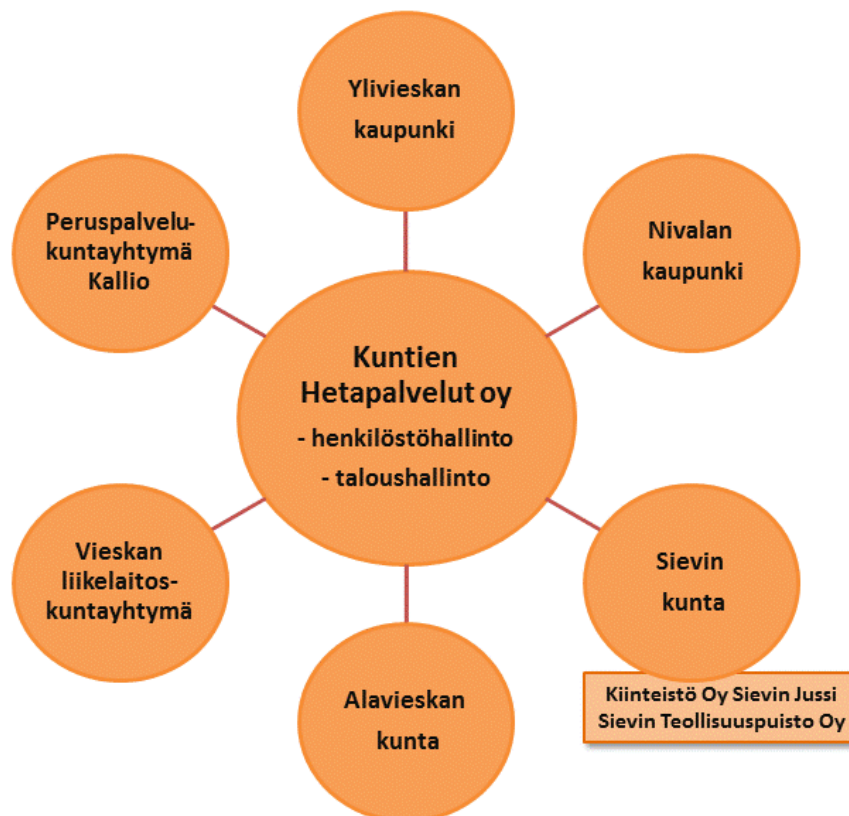 Ylivieskan
kaupunki
Peruspalvelu-
kuntayhtymä
Kallio
Nivalan
kaupunki
Kuntien
Hetapalvelut oy
- henkilöstöhallinto
- taloushallinto
Vieskan
liikelaitos-
kuntayhtymä
Sievin
kunta
Kiinteistö Oy Sievin Jussi
Sievin Teollisuuspuisto Oy
Alavieskan
kunta